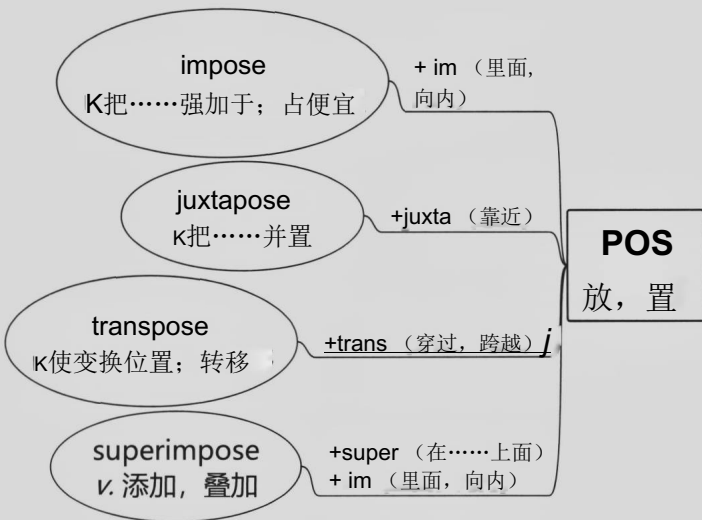 impose
K把……强加于；占便宜
+ im （里面,
向内）
juxtapose
K把……并置
+juxta （靠近）
POS
放，置
transpose
K使变换位置；转移
+trans （穿过，跨越）j
superimpose
v. 添加，叠加
+super （在……上面）
+ im （里面，向内）